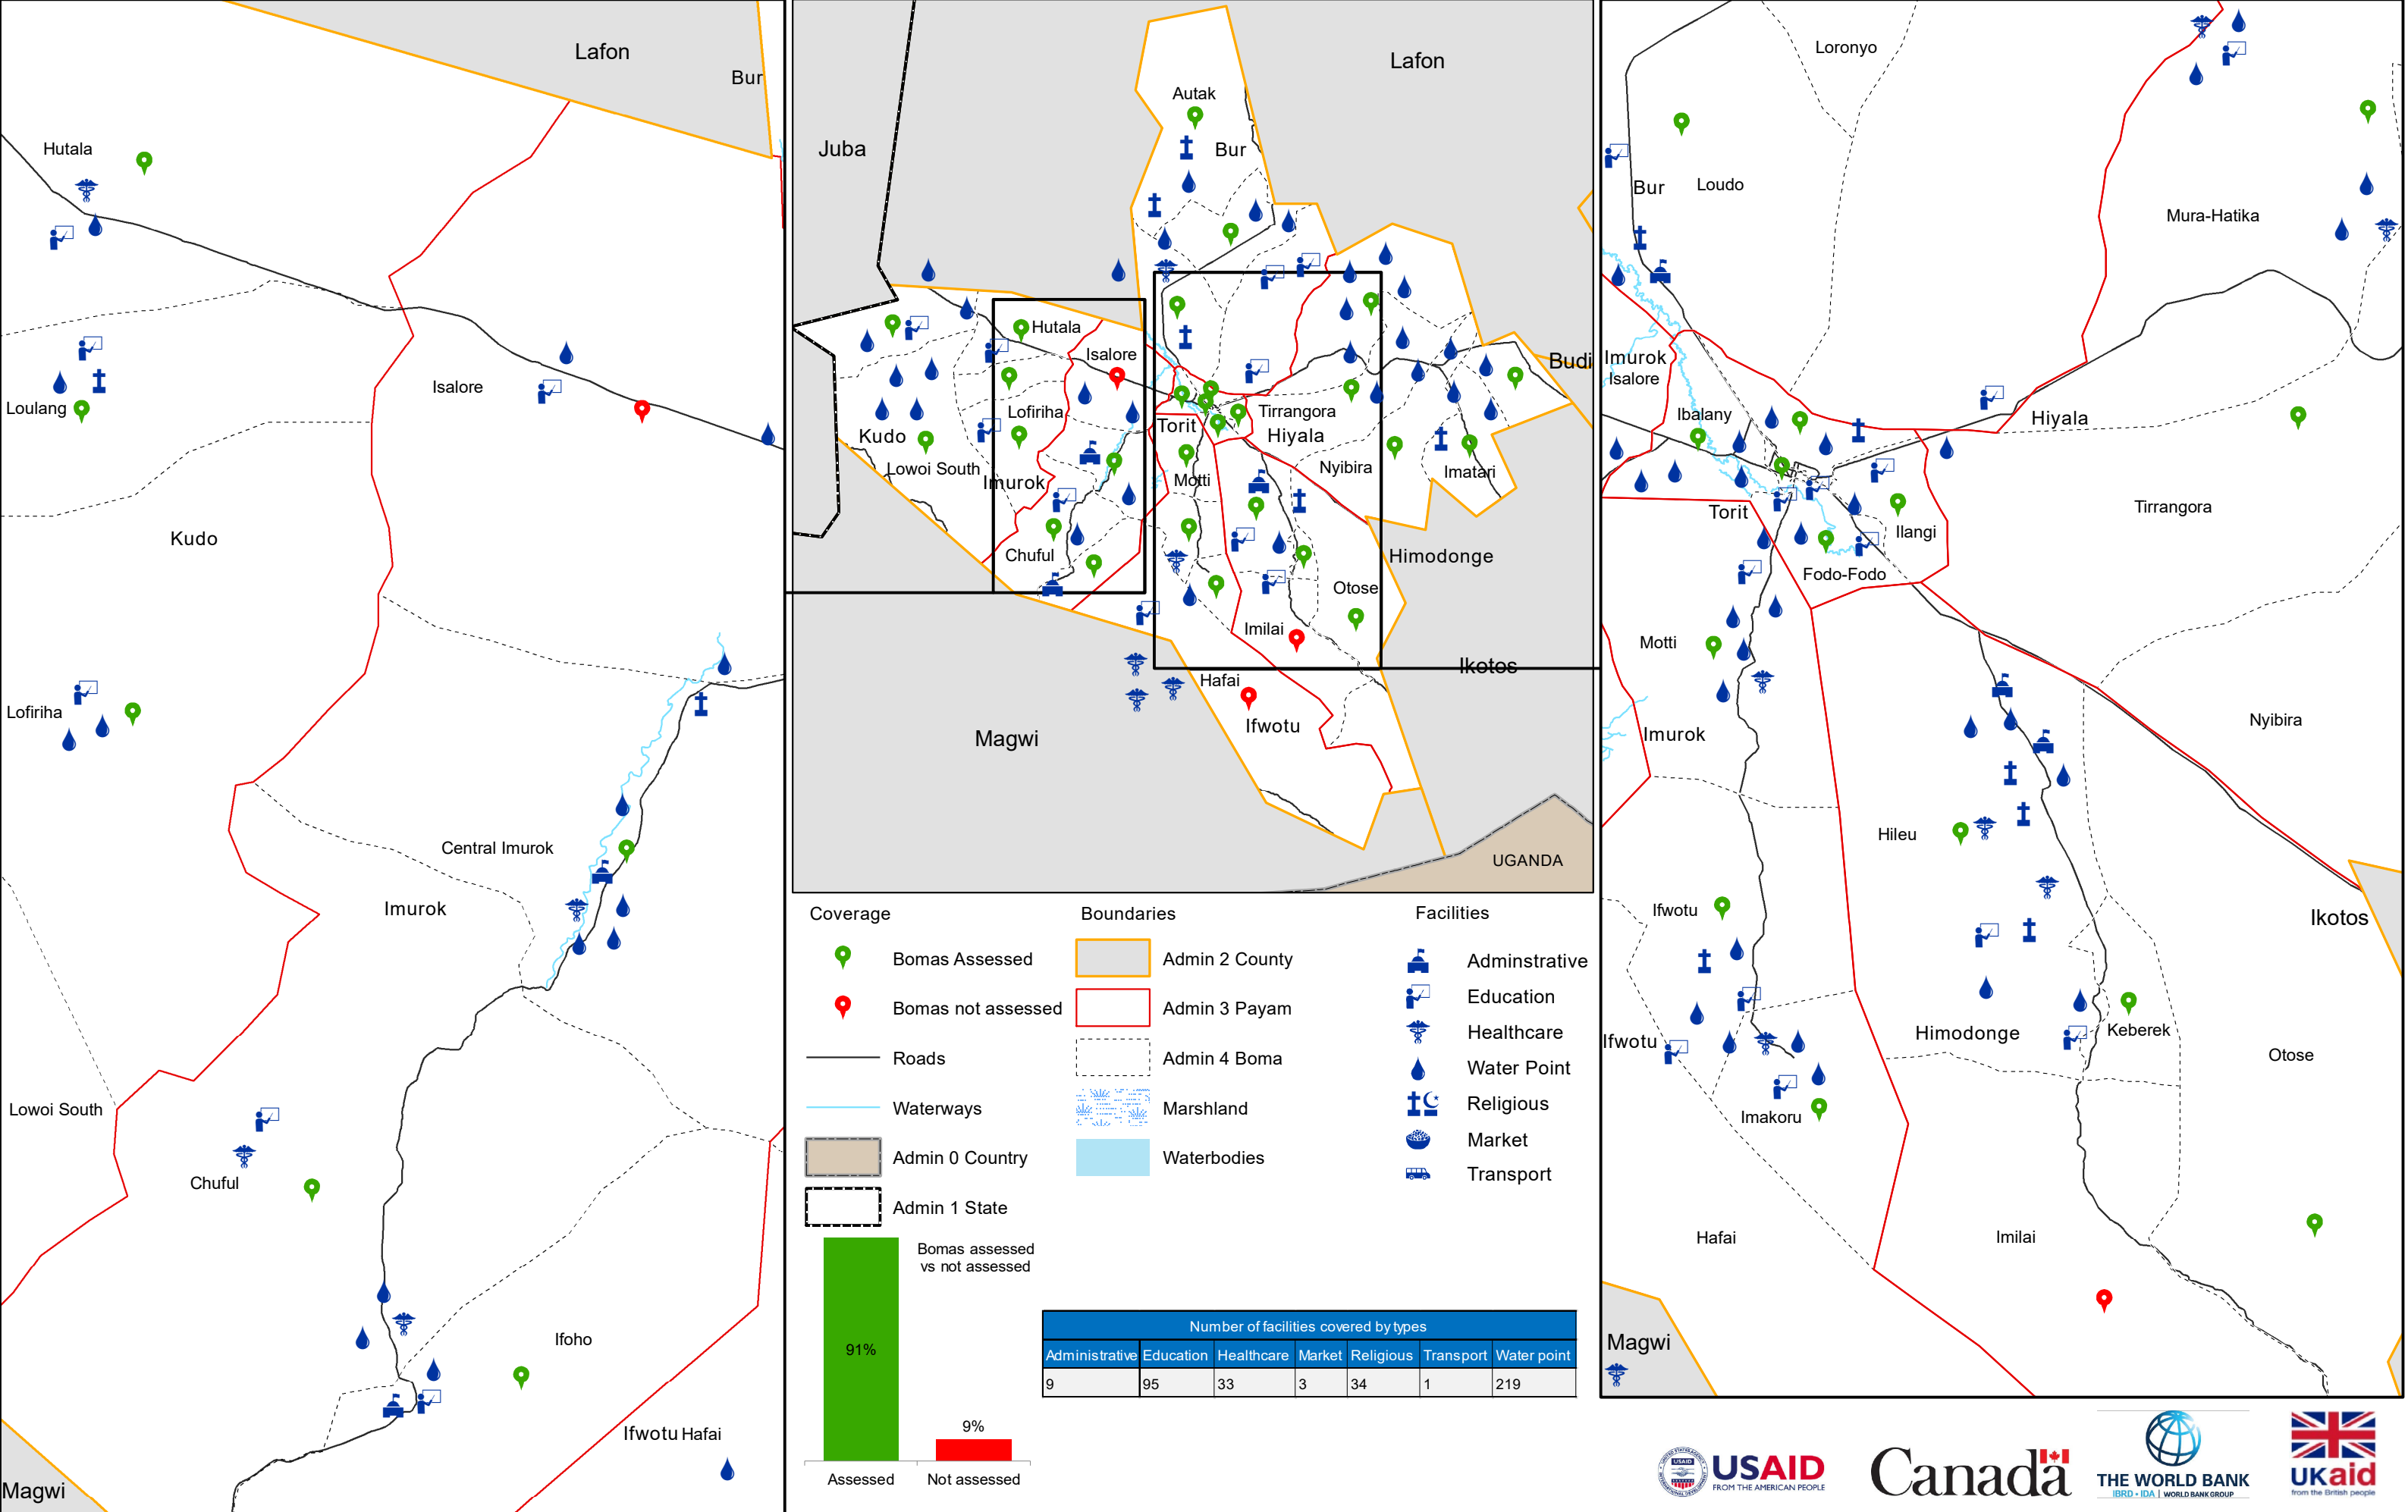 Lafon
Bur
Hutala
Loulang
Isalore
Kudo
Lofiriha
Central Imurok
Imurok
Lowoi South
Chuful
Ifoho
Ifwotu Hafai
Magwi
Lafon
Autak
Juba
Bur
Hutala
Isalore
Budi
Lofiriha
Tirrangora
Torit
Kudo
Hiyala
Lowoi South
Nyibira
Imatari
Imurok
Motti
Chuful
Himodonge
Otose
Imilai
Ikotos
Hafai
Ifwotu
Magwi
UGANDA
Loronyo
Bur
Loudo
Mura-Hatika
Imurok
Isalore
Ibalany
Hiyala
Torit
Tirrangora
Ilangi
Fodo-Fodo
Motti
Nyibira
Imurok
Hileu
Ifwotu
Ikotos
Himodonge
Keberek
Ifwotu
Otose
Imakoru
Hafai
Imilai
Magwi
Coverage
Bomas Assessed
Bomas not assessed
Roads
Waterways
Admin 0 Country
Admin 1 State
Boundaries
Admin 2 County
Admin 3 Payam
Admin 4 Boma
Marshland
Waterbodies
Facilities
Adminstrative
Education
Healthcare
Water Point
Religious
Market
Transport
Bomas assessed
vs not assessed
91%
9%
Assessed Not assessed
Number of facilities covered by types
Administrative Education Healthcare Market Religious Transport Water point
9 95 33 3 34 1 219
USAID
USAID
FROM THE AMERICAN PEOPLE
Canada
THE WORLD BANK
IBRD • IDA | WORLD BANK GROUP
UKaid
from the British people